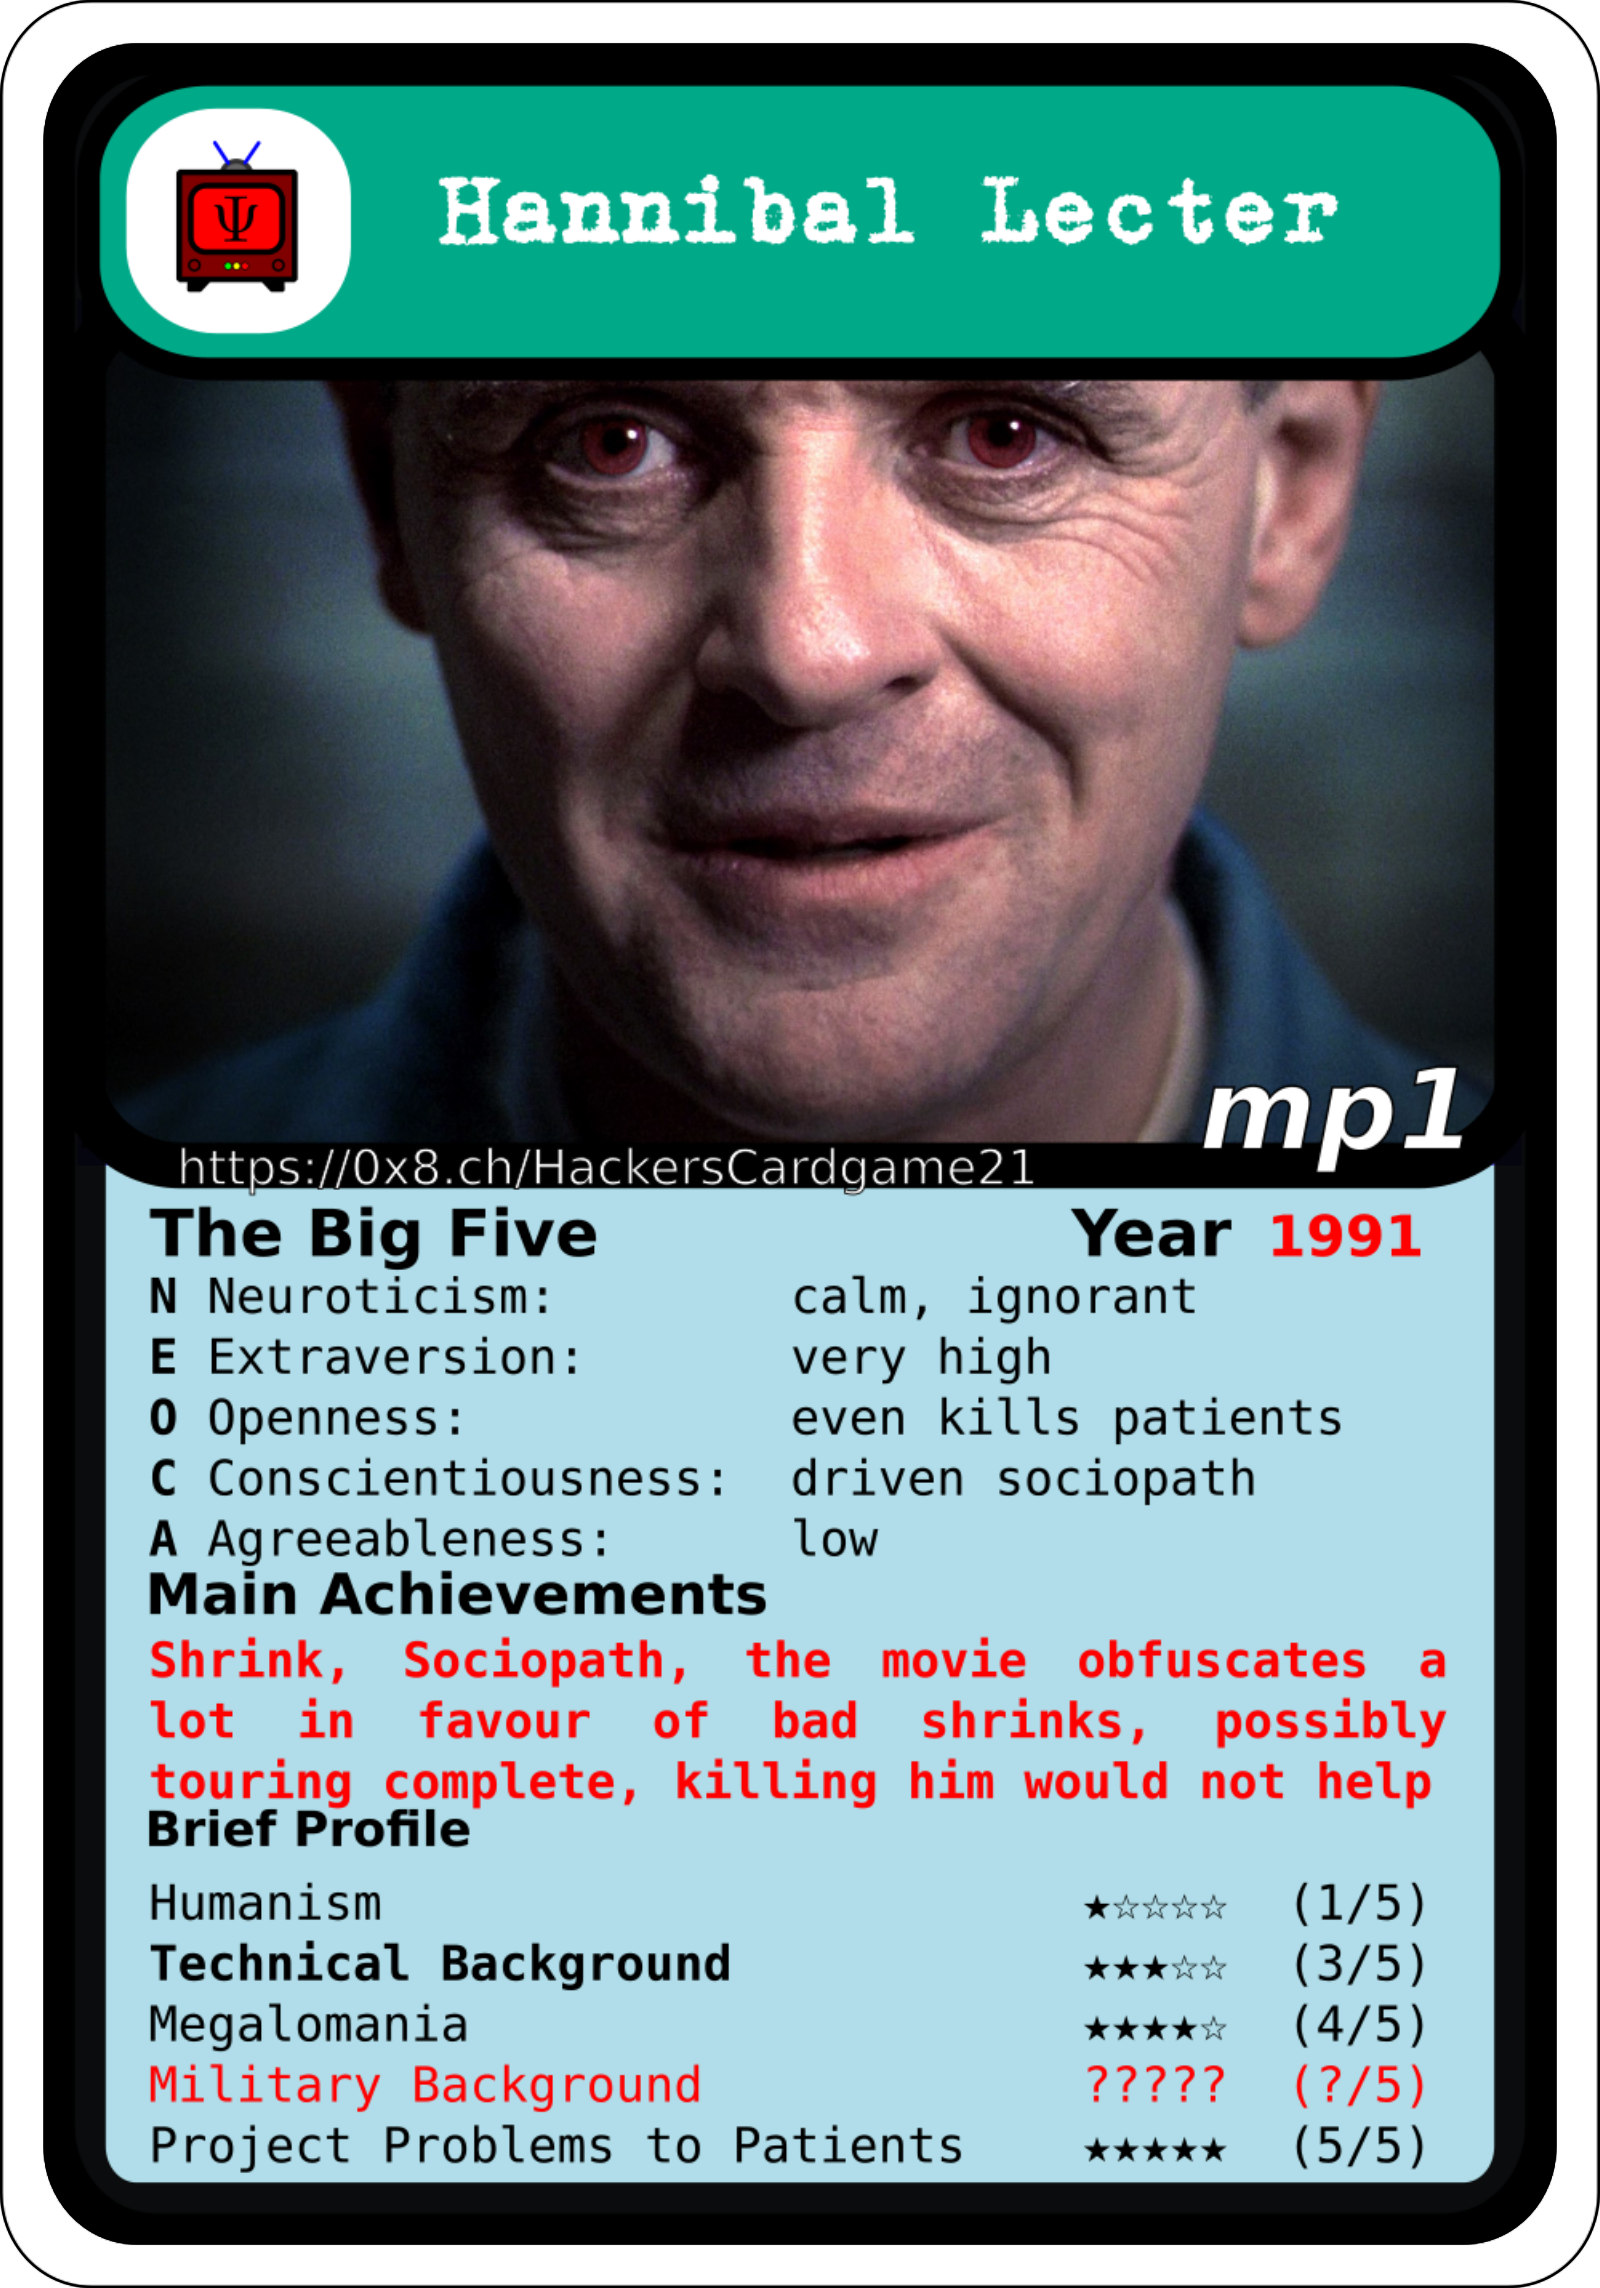 Ψ
Hannibal Lecter
mp1
https://0x8.ch/HackersCardgame21
The Big Five Year 1991
N Neuroticism: calm, ignorant
E Extraversion: very high
O Openness: even kills patients
C Conscientiousness: driven sociopath
A Agreeableness: low
Main Achievements
Shrink, Sociopath, the movie obfuscates a
lot in favour of bad shrinks, possibly
touring complete, killing him would not help
Brief Profile
Humanism ★☆☆☆☆ (1/5)
Technical Background ★★★☆☆ (3/5)
Megalomania ★★★★☆ (4/5)
Military Background ????? (?/5)
Project Problems to Patients ★★★★★ (5/5)